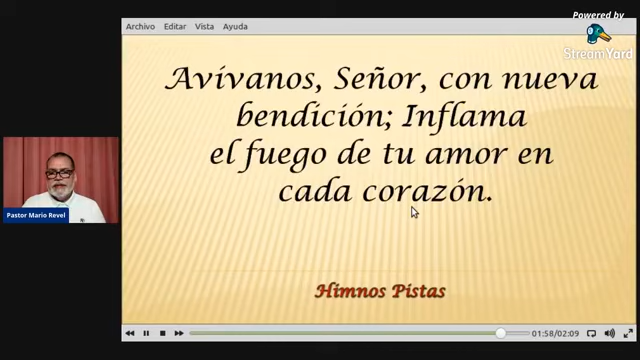 Powered by
StreamYard
Archivo Editar Vista Ayuda
Avívanos, Señor, con nueva
bendición; Inflama
el fuego de tu amor en
cada corazón.
Pastor Mario Revel
Himnos Pistas
01:58/02:09